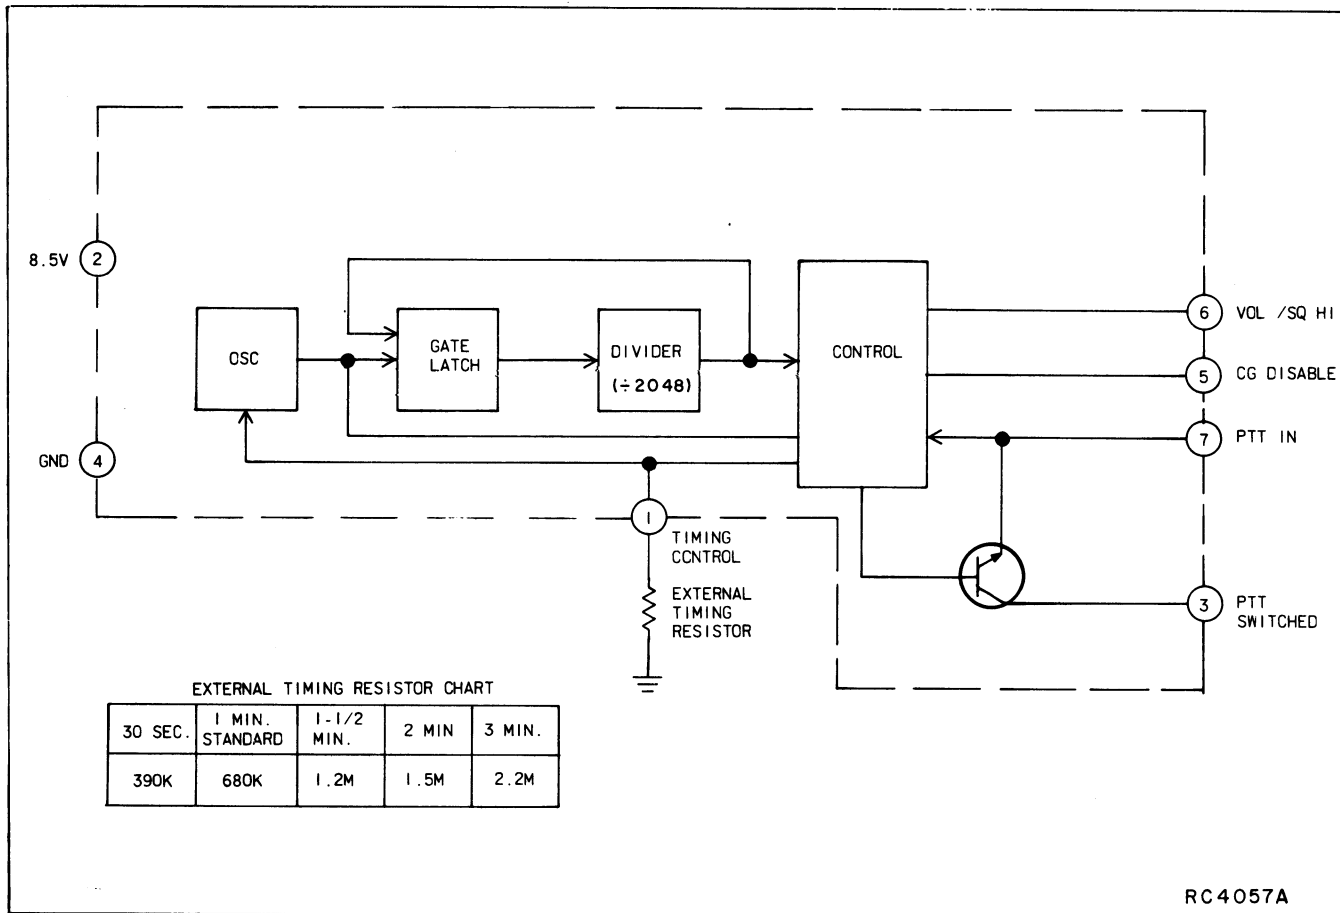 8.5V
2
GND
4
OSC
GATE
LATCH
DIVIDER
(÷2048)
CONTROL
6
VOL /SQ HI
5
CG DISABLE
7
PTT IN
1
TIMING
CONTROL
EXTERNAL
TIMING
RESISTOR
3
PTT
SWITCHED
EXTERNAL TIMING RESISTOR CHART
30 SEC. 1 MIN. STANDARD 1-1/2 MIN. 2 MIN 3 MIN.
390K 680K 1.2M 1.5M 2.2M
RC4057A